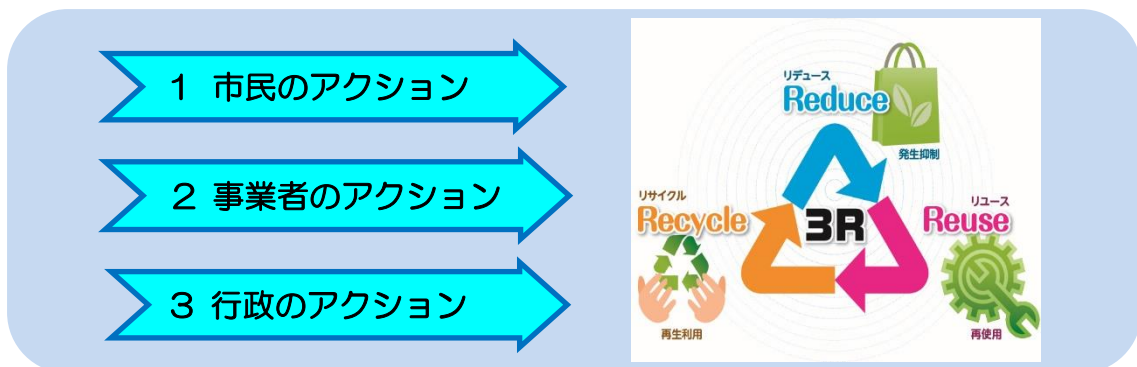 １ 市民のアクション
２ 事業者のアクション
３ 行政のアクション
リデュース
Reduce
発生抑制
リサイクル
Recycle
再生利用
3R
リユース
Reuse
再使用